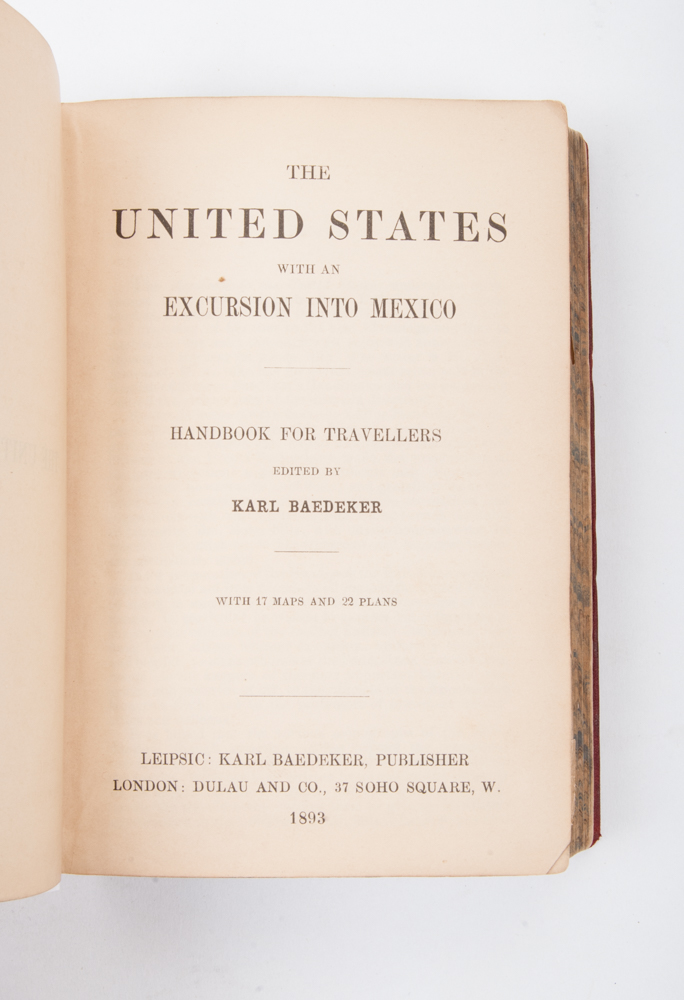 THE
UNITED STATES
WITH AN
EXCURSION INTO MEXICO
HANDBOOK FOR TRAVELLERS
EDITED BY
KARL BAEDEKER
WITH 17 MAPS AND 22 PLANS
LEIPSIC: KARL BAEDEKER, PUBLISHER
LONDON: DULAU AND CO., 37 SOHO SQUARE, W.
1893